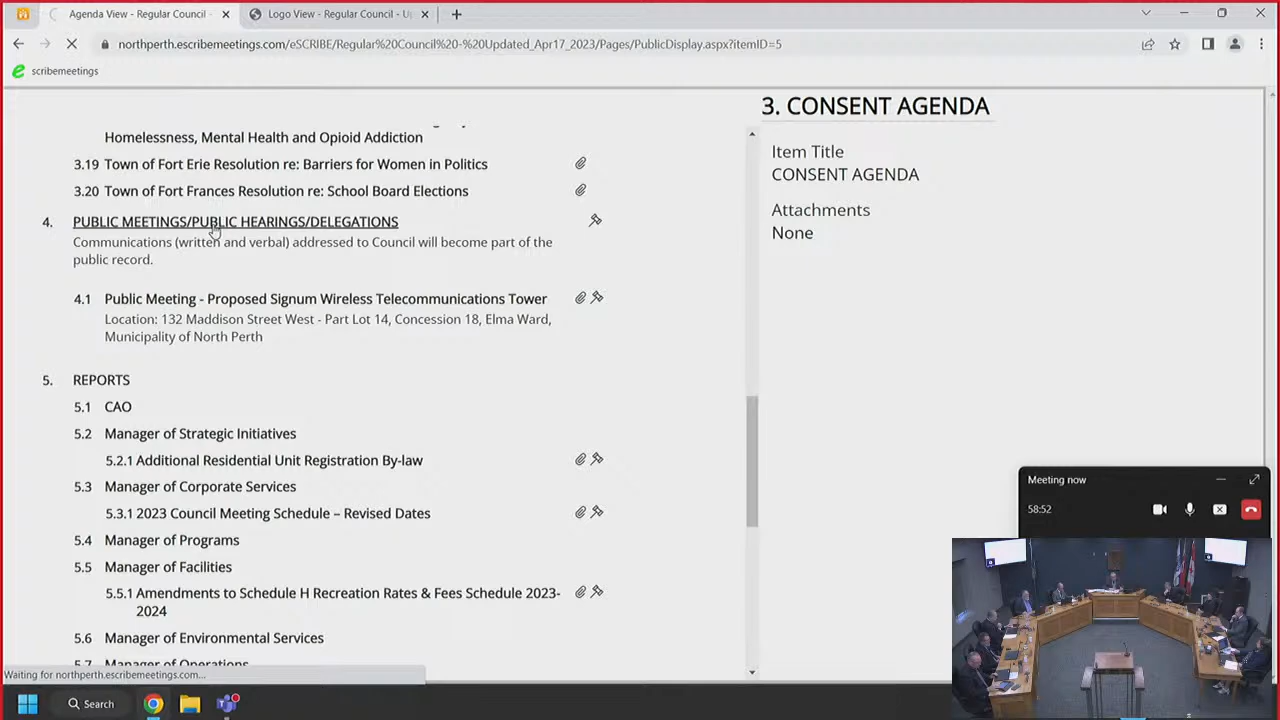 Agenda View - Regular Council -
Logo View - Regular Council - U
northperth.escribemeetings.com/eSCRIBE/Regular%20Council%20-%20Updated_Apr17_2023/Pages/PublicDisplay.aspx?itemID=5
scribemeetings
Homelessness, Mental Health and Opioid Addiction
3.19 Town of Fort Erie Resolution re: Barriers for Women in Politics
3.20 Town of Fort Frances Resolution re: School Board Elections
4. PUBLIC MEETINGS/PUBLIC HEARINGS/DELEGATIONS
Communications (written and verbal) addressed to Council will become part of the
public record.
4.1 Public Meeting - Proposed Signum Wireless Telecommunications Tower
Location: 132 Maddison Street West - Part Lot 14, Concession 18, Elma Ward,
Municipality of North Perth
5. REPORTS
5.1 CAO
5.2 Manager of Strategic Initiatives
5.2.1 Additional Residential Unit Registration By-law
5.3 Manager of Corporate Services
5.3.1 2023 Council Meeting Schedule – Revised Dates
5.4 Manager of Programs
5.5 Manager of Facilities
5.5.1 Amendments to Schedule H Recreation Rates & Fees Schedule 2023-
2024
5.6 Manager of Environmental Services
5.7 Manager of Operations
3. CONSENT AGENDA
Item Title
CONSENT AGENDA
Attachments
None
Meeting now
58:52
Waiting for northperth.escribemeetings.com...
Search